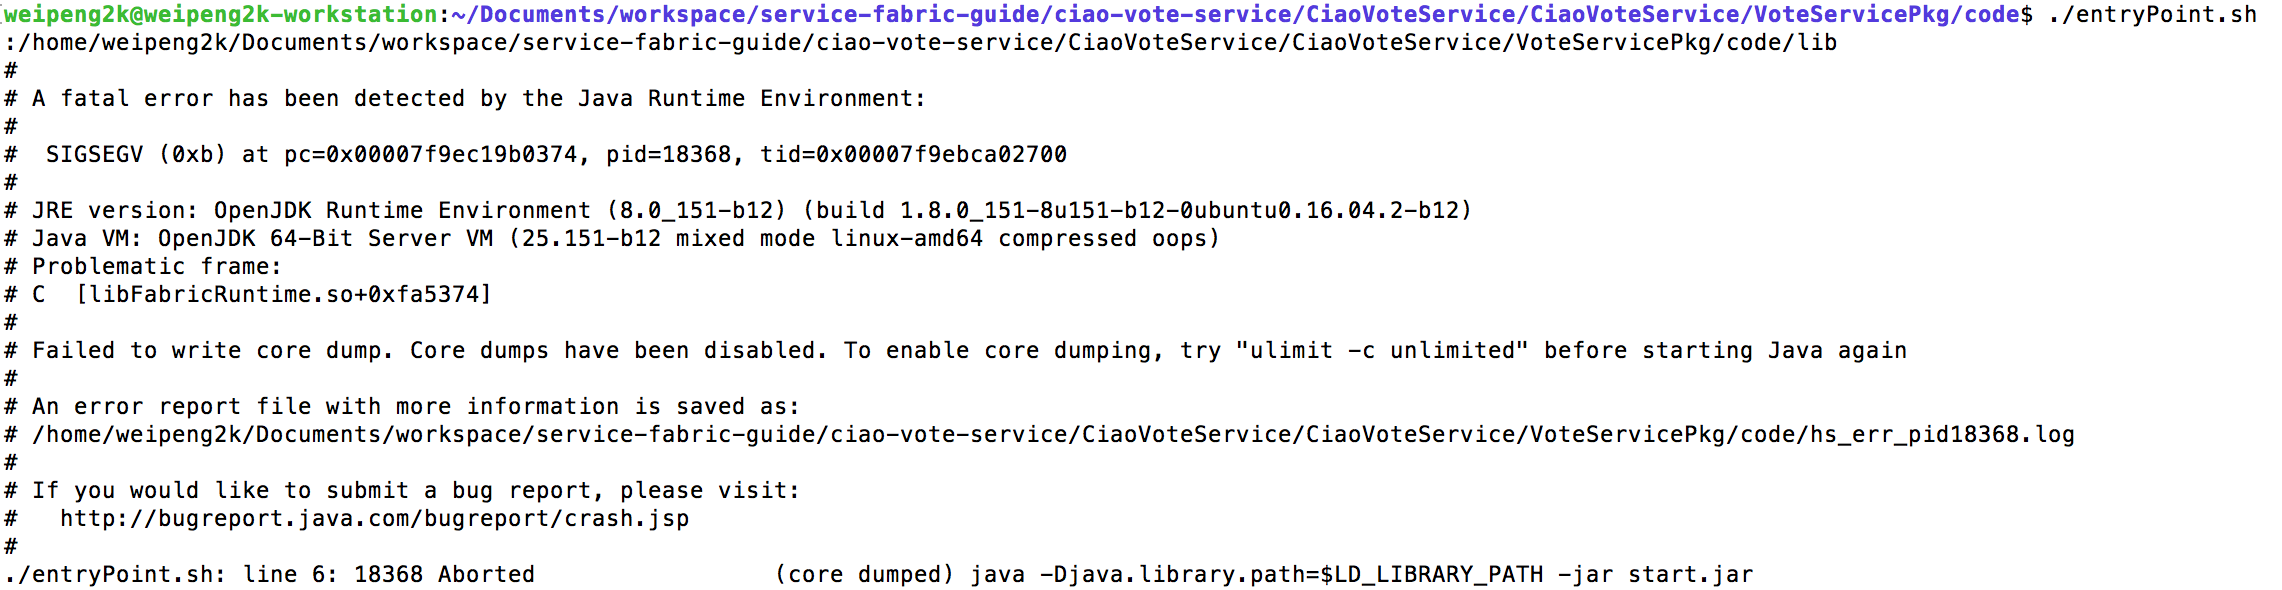 weipeng2k@weipeng2k-workstation:~/Documents/workspace/service-fabric-guide/ciao-vote-service/CiaoVoteService/CiaoVoteService/VoteServicePkg/code$ ./entryPoint.sh
:/home/weipeng2k/Documents/workspace/service-fabric-guide/ciao-vote-service/CiaoVoteService/CiaoVoteService/VoteServicePkg/code/lib
#
# A fatal error has been detected by the Java Runtime Environment:
#
#  SIGSEGV (0xb) at pc=0x00007f9ec19b0374, pid=18368, tid=0x00007f9ebca02700
#
# JRE version: OpenJDK Runtime Environment (8.0_151-b12) (build 1.8.0_151-8u151-b12-0ubuntu0.16.04.2-b12)
# Java VM: OpenJDK 64-Bit Server VM (25.151-b12 mixed mode linux-amd64 compressed oops)
# Problematic frame:
# C  [libFabricRuntime.so+0xfa5374]
#
# Failed to write core dump. Core dumps have been disabled. To enable core dumping, try "ulimit -c unlimited" before starting Java again
#
# An error report file with more information is saved as:
# /home/weipeng2k/Documents/workspace/service-fabric-guide/ciao-vote-service/CiaoVoteService/CiaoVoteService/VoteServicePkg/code/hs_err_pid18368.log
#
# If you would like to submit a bug report, please visit:
#   http://bugreport.java.com/bugreport/crash.jsp
#
./entryPoint.sh: line 6: 18368 Aborted                 (core dumped) java -Djava.library.path=$LD_LIBRARY_PATH -jar start.jar